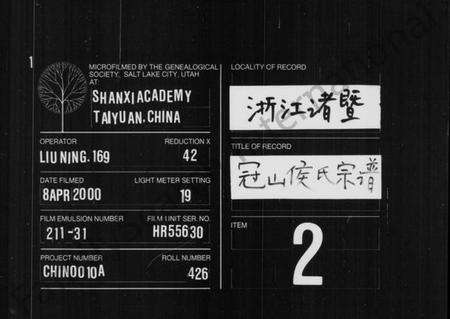 1
MICROFILMED BY THE GENEALOGICAL
SOCIETY, SALT LAKE CITY, UTAH
AT
SHANXI ACADEMY
TAIYUAN, CHINA
OPERATOR REDUCTION X
LIU NING. 169 42
DATE FILMED LIGHT METER SETTING
8 APR 2000 19
FILM EMULSION NUMBER FILM UNIT SER. NO.
211-31 HR55630
PROJECT NUMBER ROLL NUMBER
CHIN0010A 426
LOCALITY OF RECORD
浙江诸暨
TITLE OF RECORD
冠山侯氏宗譜
ITEM
2